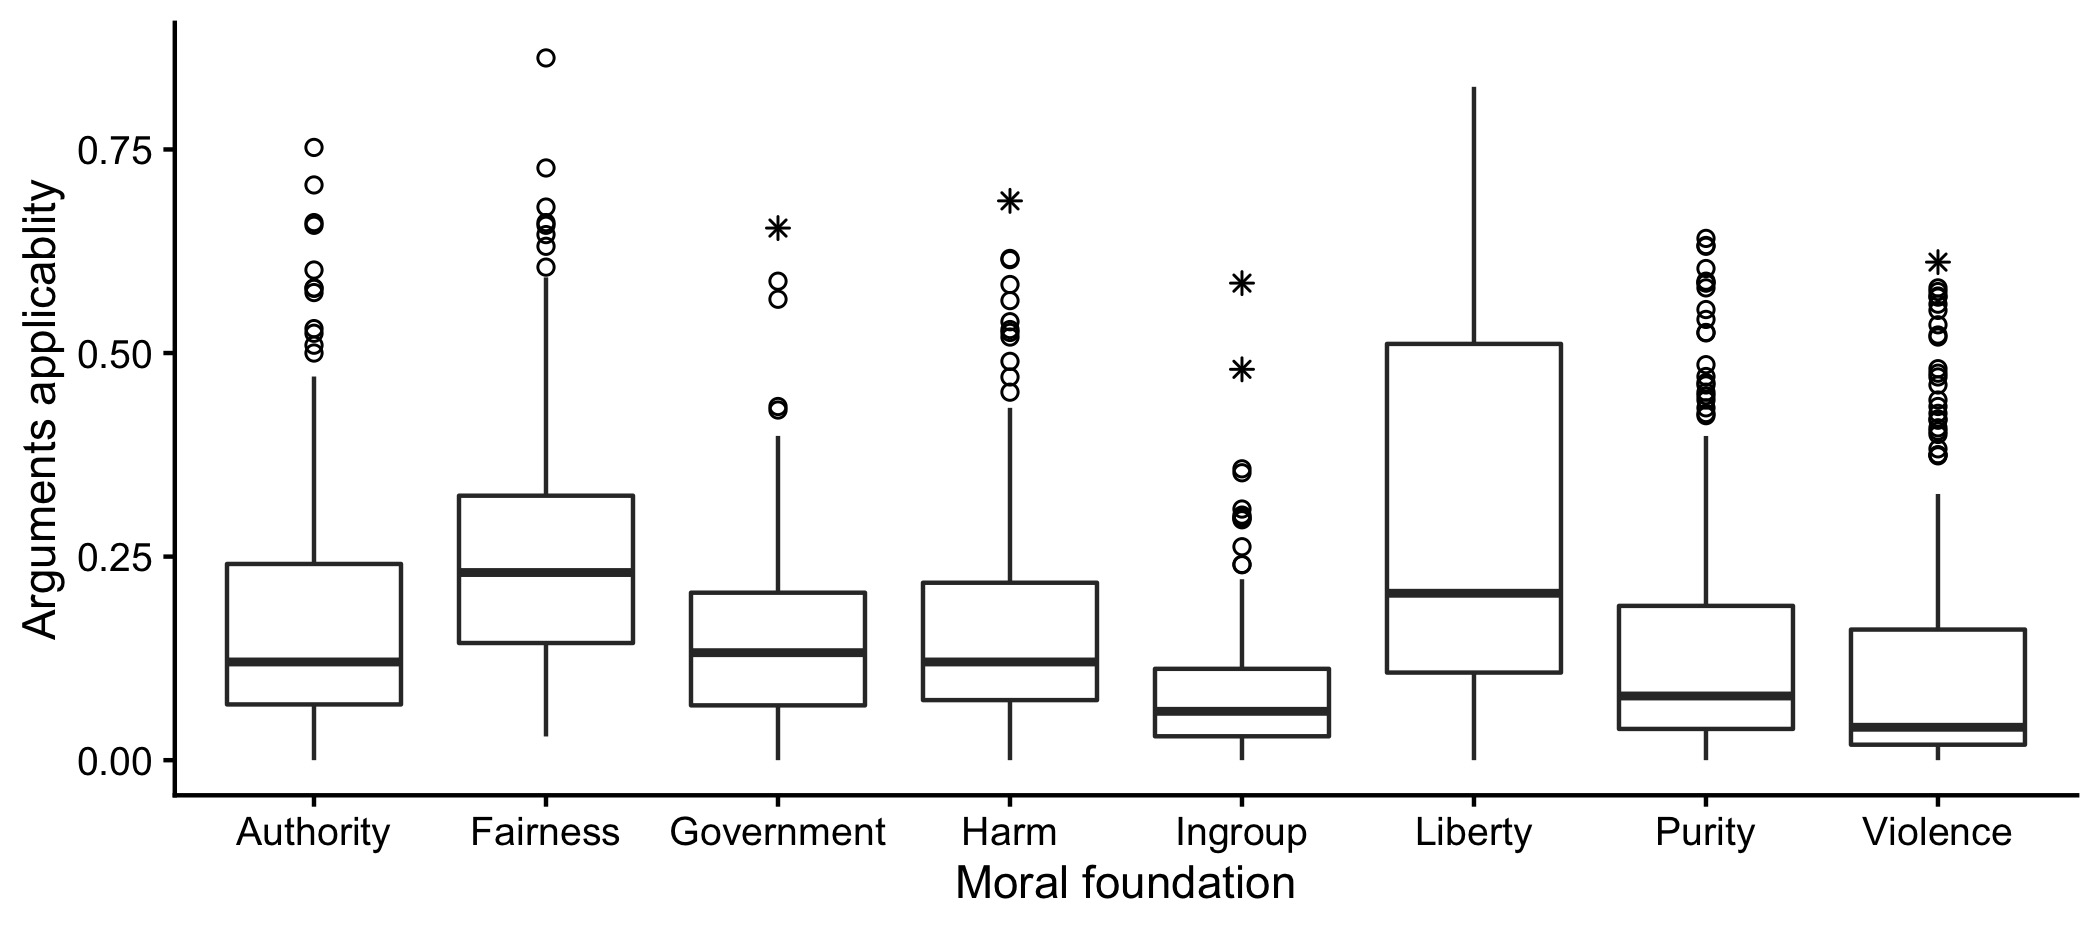 Arguments applicablity
0.75
0.50
0.25
0.00
Authority Fairness Government Harm Ingroup Liberty Purity Violence
Moral foundation